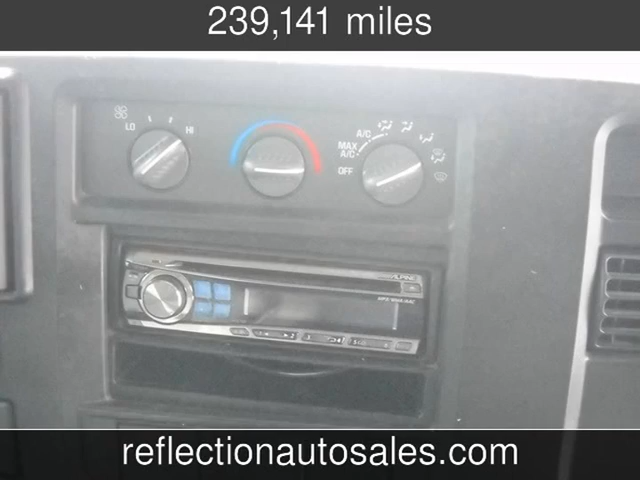 239,141 miles
LO
HI
A/C
MAX
A/C
OFF
ALPINE
reflectionautosales.com